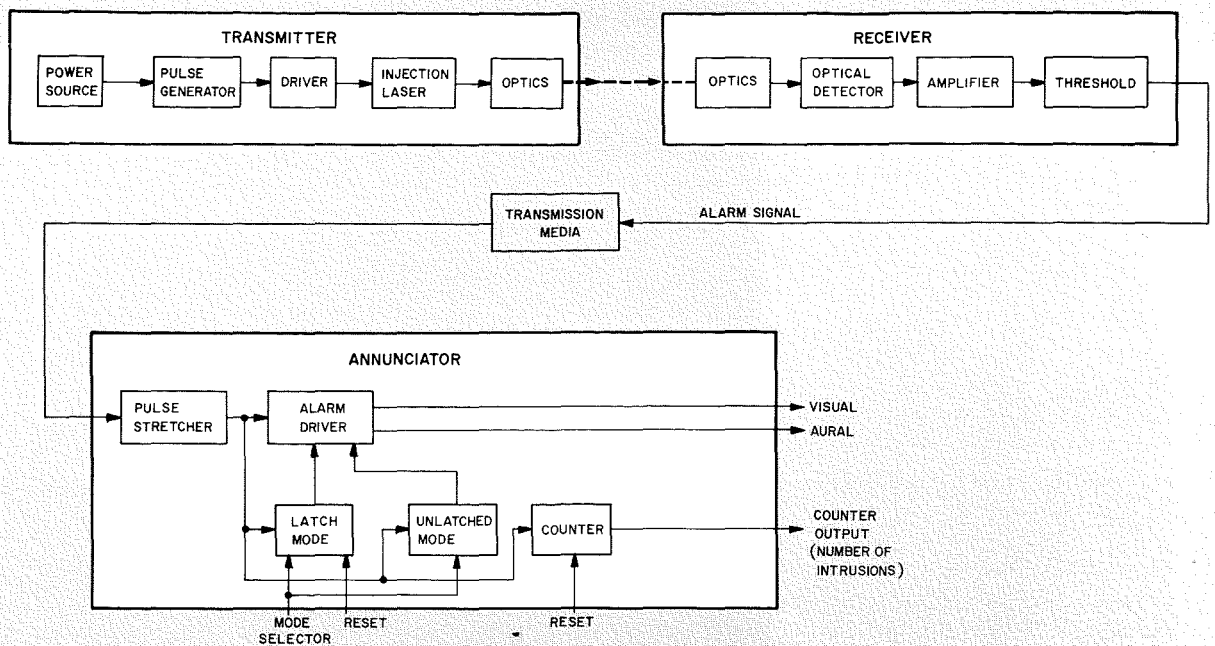 TRANSMITTER
POWER
SOURCE
PULSE
GENERATOR
DRIVER
INJECTION
LASER
OPTICS
RECEIVER
OPTICS
OPTICAL
DETECTOR
AMPLIFIER
THRESHOLD
TRANSMISSION
MEDIA
ALARM SIGNAL
ANNUNCIATOR
PULSE
STRETCHER
ALARM
DRIVER
VISUAL
AURAL
LATCH
MODE
UNLATCHED
MODE
COUNTER
COUNTER
OUTPUT
(NUMBER OF
INTRUSIONS)
MODE
SELECTOR
RESET
RESET